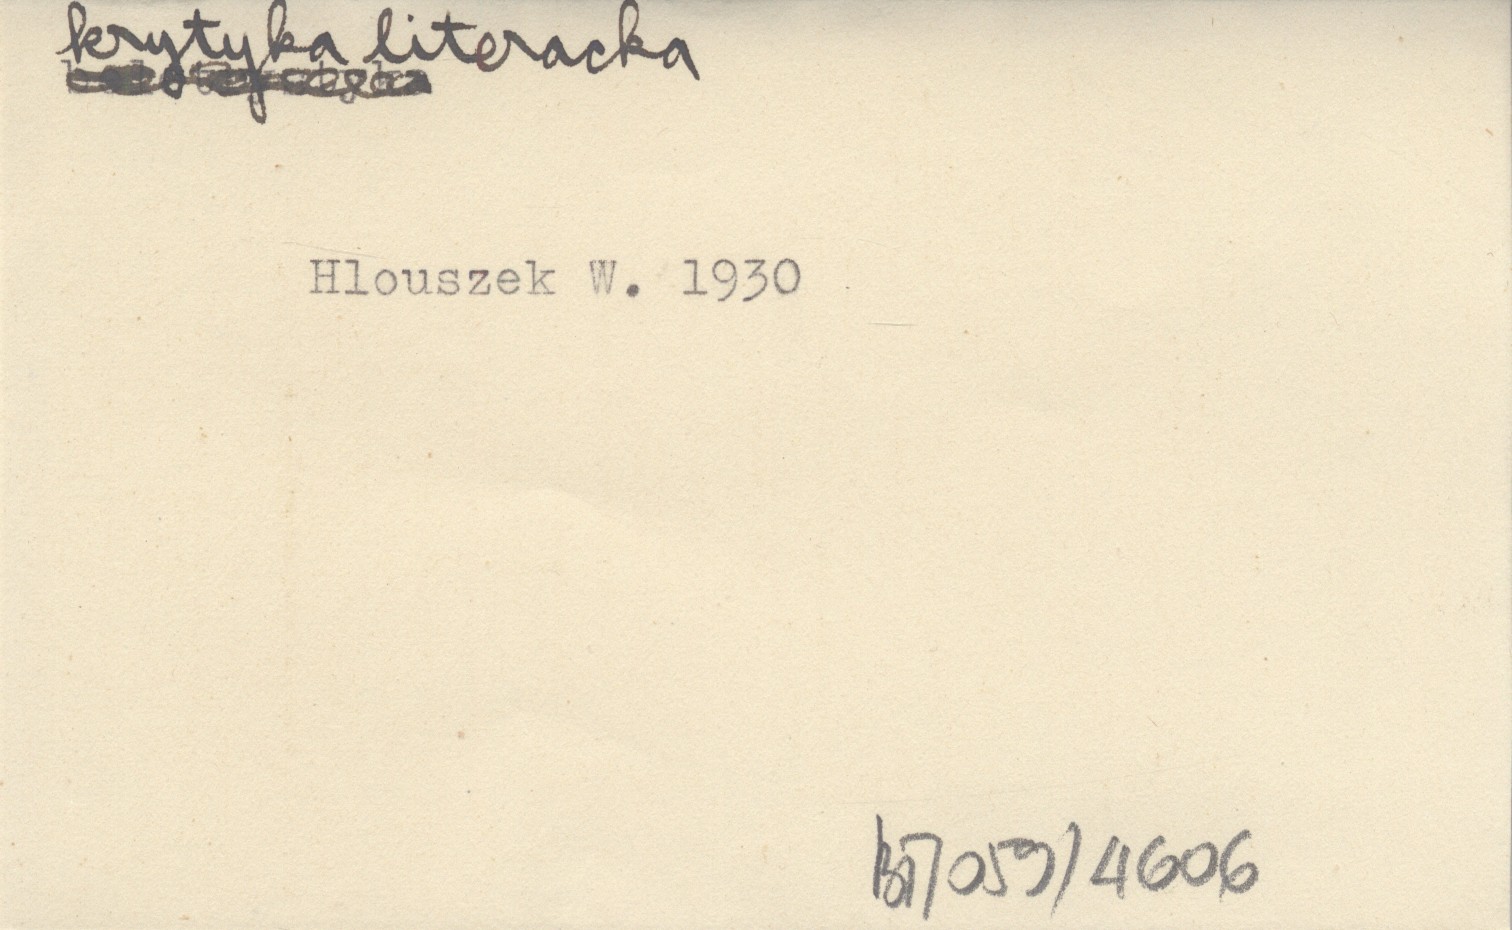 krytyka literacka
Hlouszek W. 1930